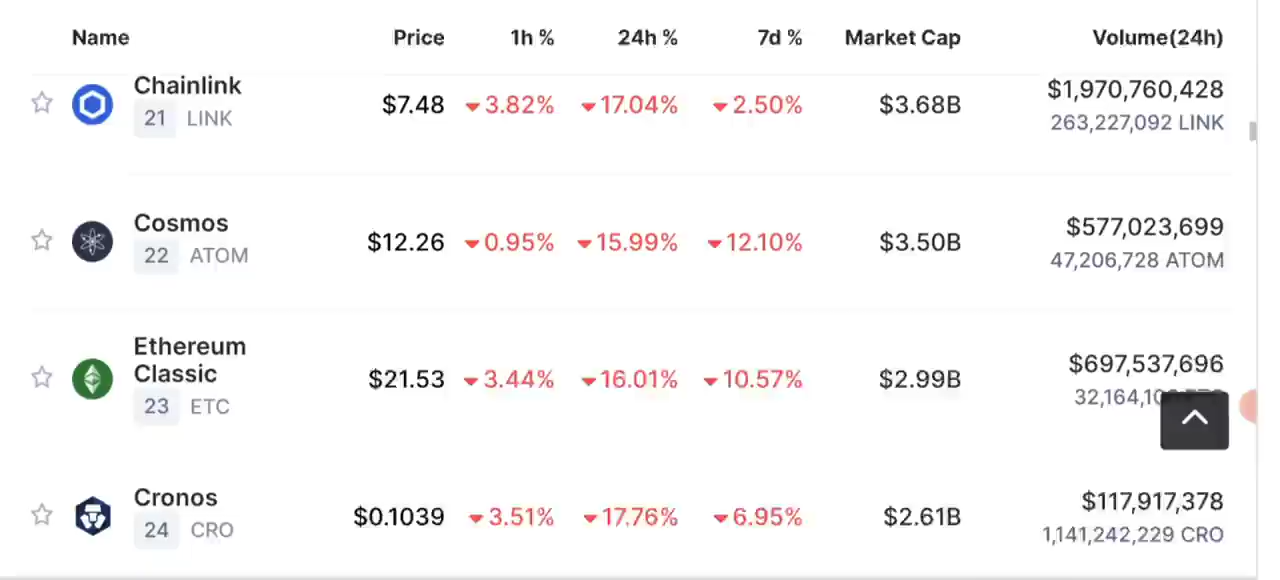 Name Price 1h % 24h % 7d % Market Cap Volume(24h)
Chainlink
21 LINK
$7.48 3.82% 17.04% 2.50% $3.68B $1,970,760,428
263,227,092 LINK
Cosmos
22 ATOM
$12.26 0.95% 15.99% 12.10% $3.50B $577,023,699
47,206,728 ATOM
Ethereum
Classic
23 ETC
$21.53 3.44% 16.01% 10.57% $2.99B $697,537,696
Cronos
24 CRO
$0.1039 3.51% 17.76% 6.95% $2.61B $117,917,378
1,141,242,229 CRO